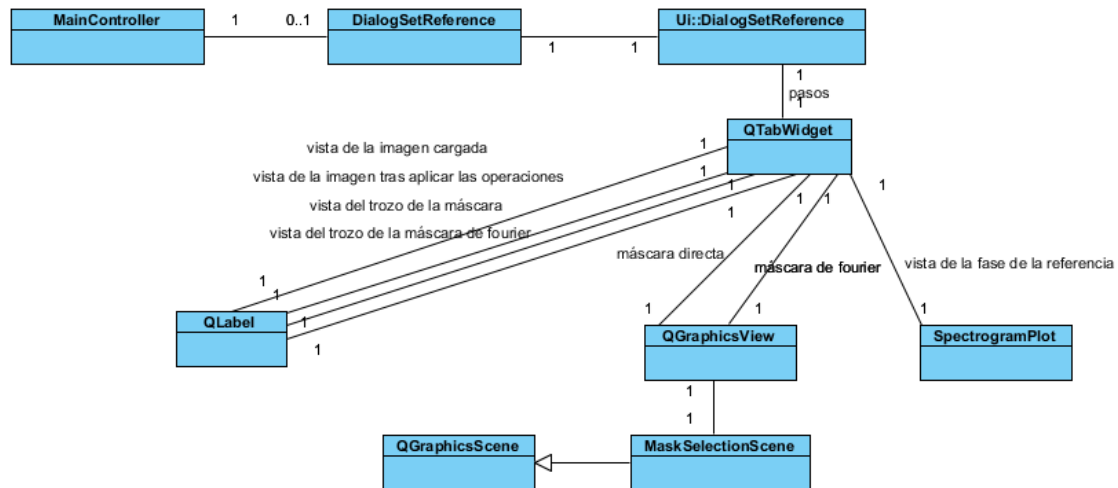 MainController
1
0..1
DialogSetReference
1
1
Ui::DialogSetReference
1
pasos
1
QTabWidget
vista de la imagen cargada
1
vista de la imagen tras aplicar las operaciones
1
1
1
1
1
vista del trozo de la máscara
1
vista del trozo de la máscara de fourier
máscara directa
máscara de fourier
vista de la fase de la referencia
1
1
1
1
1
1
1
QLabel
QGraphicsView
SpectrogramPlot
1
1
QGraphicsScene
MaskSelectionScene